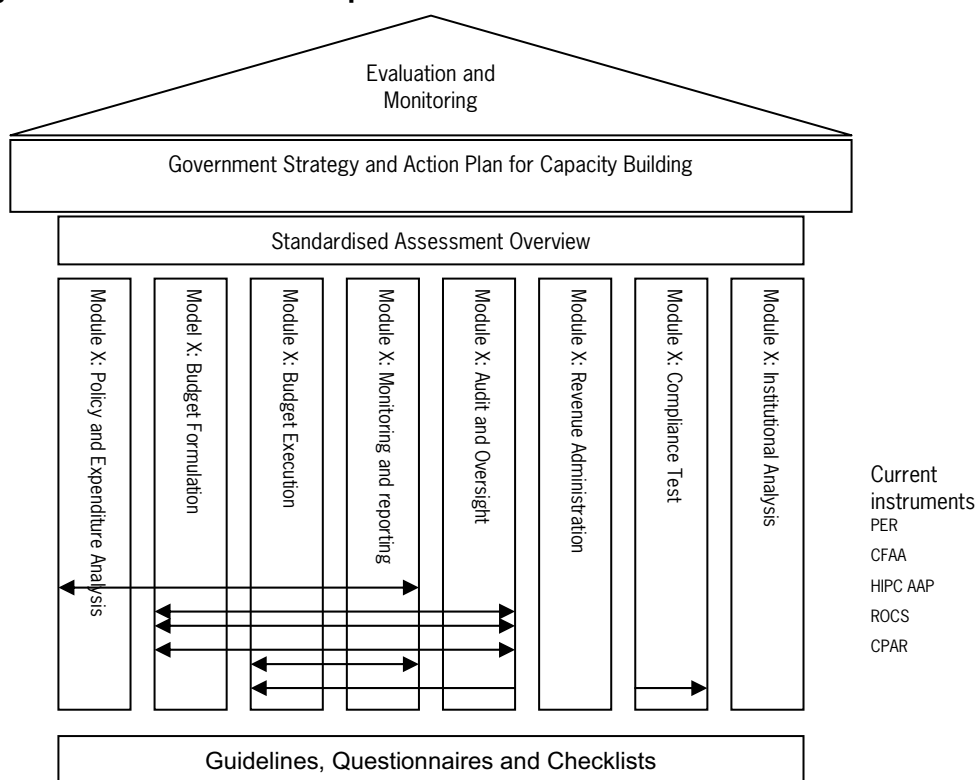 Evaluation and
Monitoring
Government Strategy and Action Plan for Capacity Building
Standardised Assessment Overview
Module X: Policy and Expenditure Analysis
Model X: Budget Formulation
Module X: Budget Execution
Module X: Monitoring and reporting
Module X: Audit and Oversight
Module X: Revenue Administration
Module X: Compliance Test
Module X: Institutional Analysis
Current
instruments
PER
CFAA
HIPC AAP
ROCS
CPAR
Guidelines, Questionnaires and Checklists